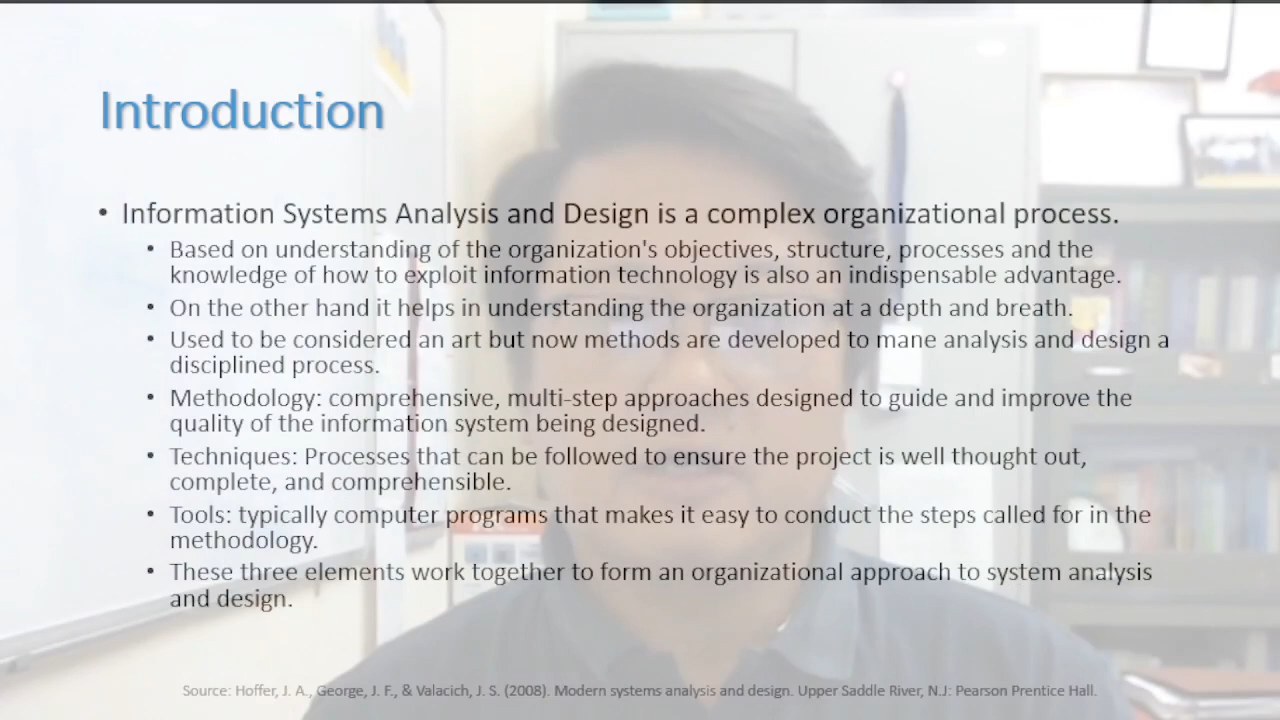 Introduction
• Information Systems Analysis and Design is a complex organizational process.
• Based on understanding of the organization's objectives, structure, processes and the
knowledge of how to exploit information technology is also an indispensable advantage.
• On the other hand it helps in understanding the organization at a depth and breath.
• Used to be considered an art but now methods are developed to mane analysis and design a
disciplined process.
• Methodology: comprehensive, multi-step approaches designed to guide and improve the
quality of the information system being designed.
• Techniques: Processes that can be followed to ensure the project is well thought out,
complete, and comprehensible.
• Tools: typically computer programs that makes it easy to conduct the steps called for in the
methodology.
• These three elements work together to form an organizational approach to system analysis
and design.
Source: Hoffer, J. A., George, J. F., & Valacich, J. S. (2008). Modern systems analysis and design. Upper Saddle River, N.J: Pearson Prentice Hall.